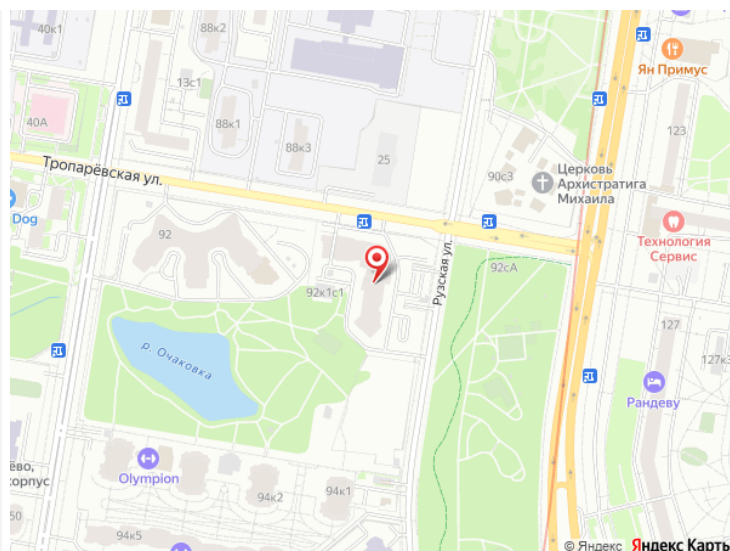 40к1
88к2
Ян Примус
13с1
40А
88к1
88к3
25
123
90с3
Церковь
Архистратига
Михаила
Тропарёвская ул.
Dog
92
Технология
Сервис
Рузская ул.
92сА
92к1с1
127
127к3
р. Очаковка
Рандеву
ёво,
корпус
Olympion
94к2
94к1
50
94к5
© Яндекс Яндекс Карты